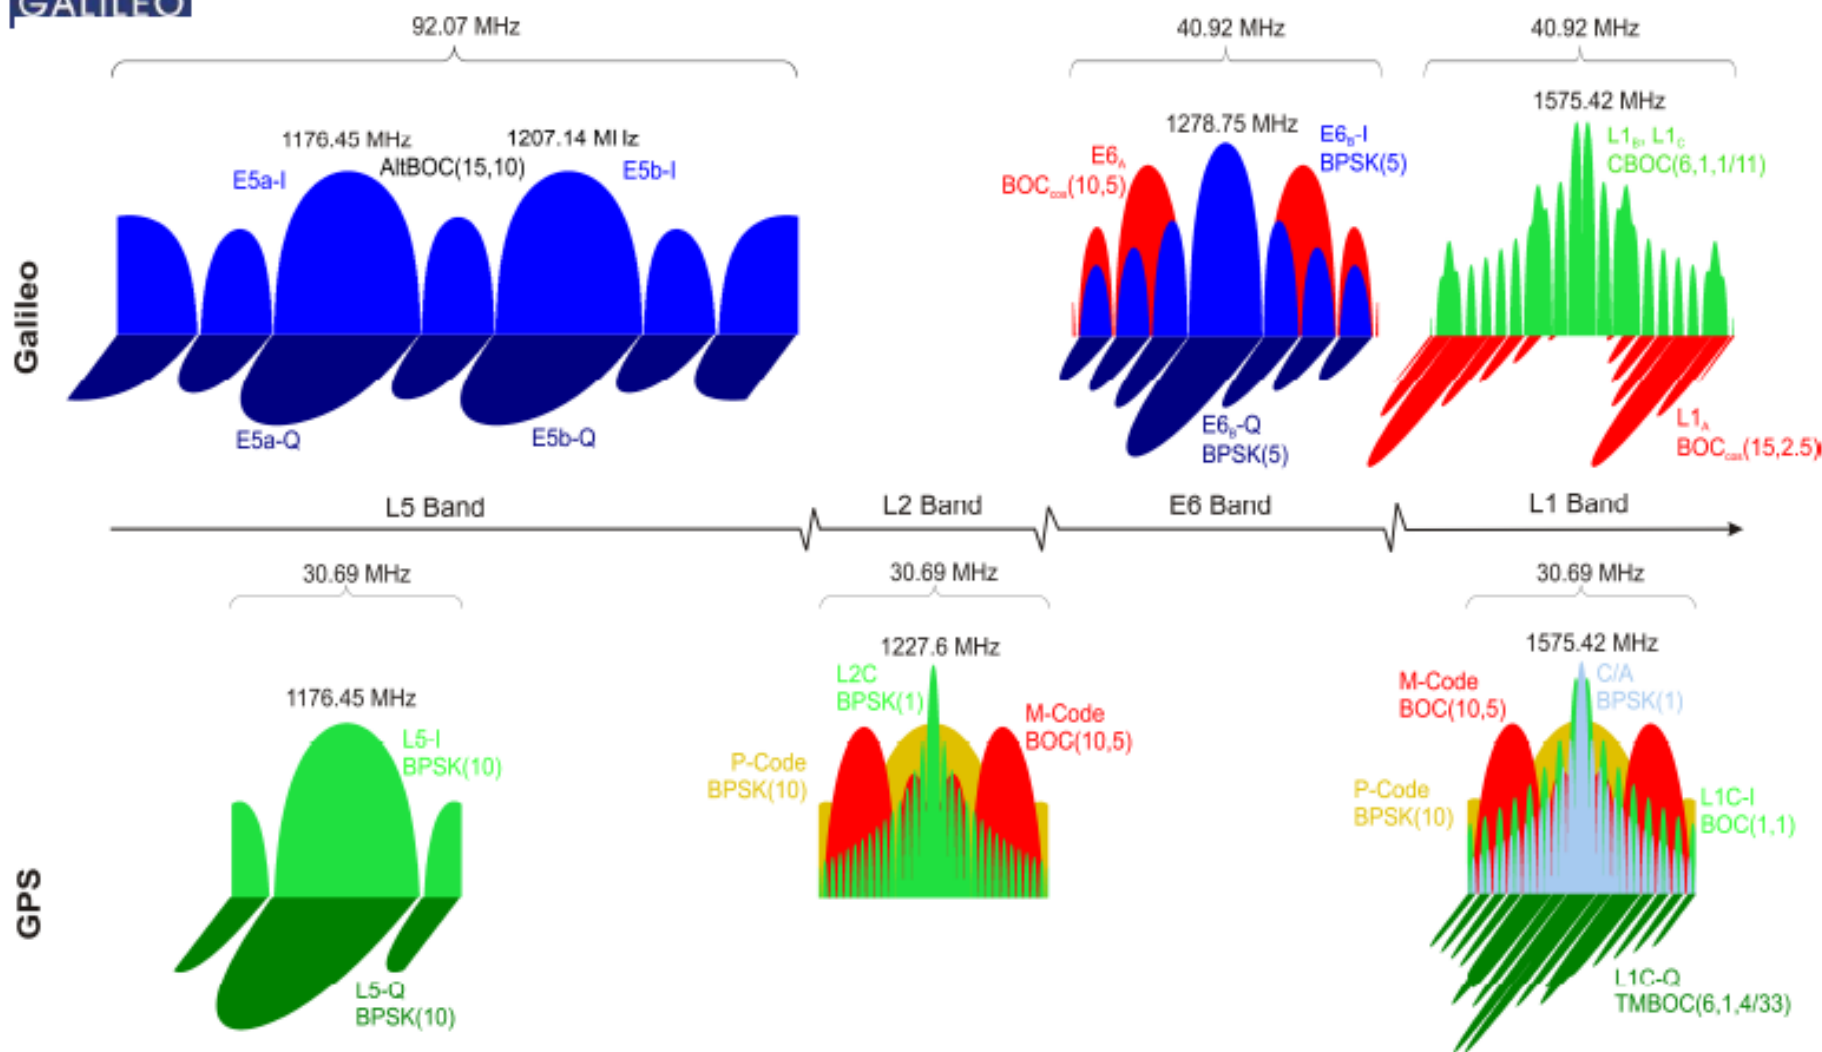 GALILEO
92.07 MHz
40.92 MHz
40.92 MHz
1176.45 MHz
1207.14 MHz
AltBOC(15,10)
E5a-I
E5b-I
1278.75 MHz
E6A
BOCcos(10,5)
E6B-I
BPSK(5)
1575.42 MHz
L1B, L1C
CBOC(6,1,1/11)
Galileo
E5a-Q
E5b-Q
E6B-Q
BPSK(5)
L1A
BOCcos(15,2.5)
L5 Band
L2 Band
E6 Band
L1 Band
30.69 MHz
30.69 MHz
30.69 MHz
1176.45 MHz
L5-I
BPSK(10)
1227.6 MHz
L2C
BPSK(1)
M-Code
BOC(10,5)
P-Code
BPSK(10)
1575.42 MHz
M-Code
BOC(10,5)
C/A
BPSK(1)
P-Code
BPSK(10)
L1C-I
BOC(1,1)
GPS
L5-Q
BPSK(10)
L1C-Q
TMBOC(6,1,4/33)